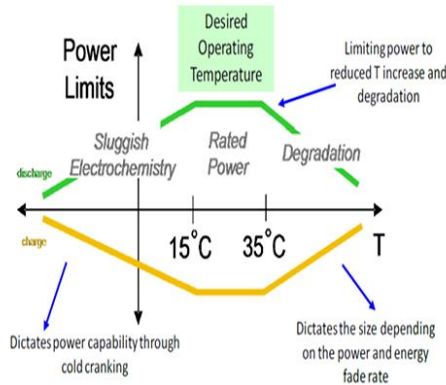 Desired
Operating
Temperature
Power
Limits
Limiting power to
reduced T increase and
degradation
Sluggish
Electrochemistry
Rated
Power
Degradation
discharge
charge
15°C
35°C
T
Dictates power capability through
cold cranking
Dictates the size depending
on the power and energy
fade rate